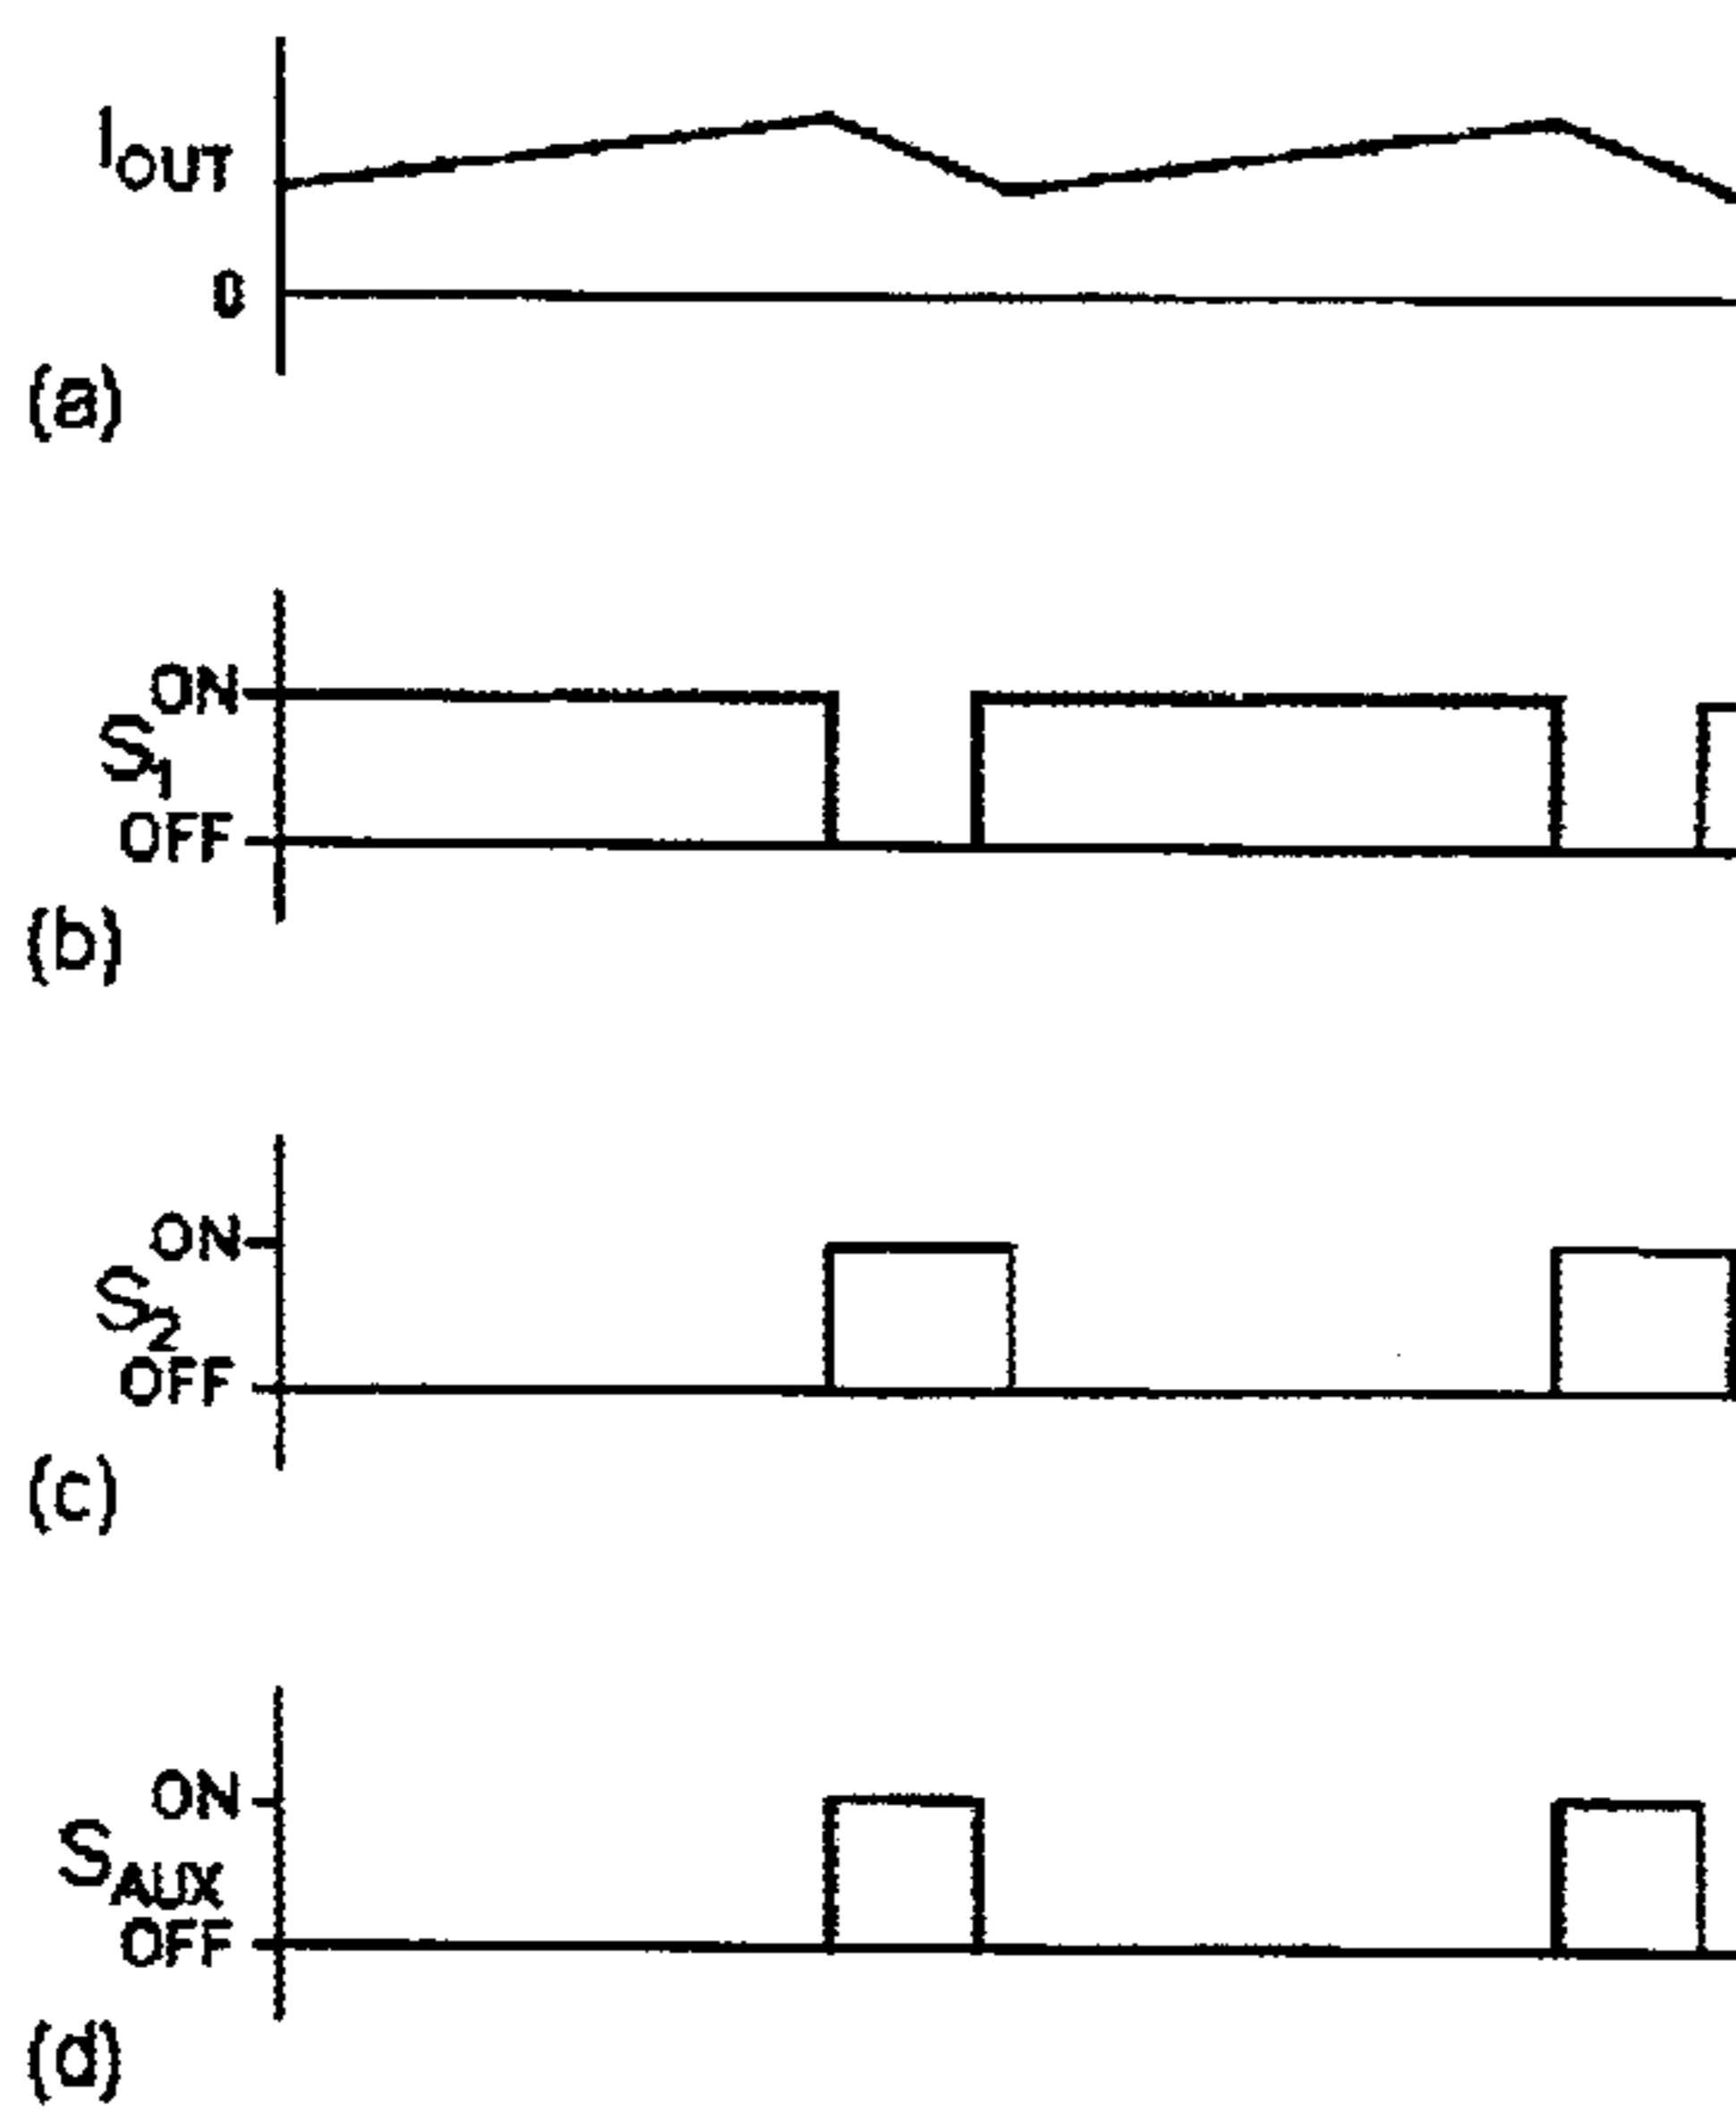 IOUT
0
(a)
ON
S1
OFF
(b)
ON
S2
OFF
(c)
ON
SAUX
OFF
(d)